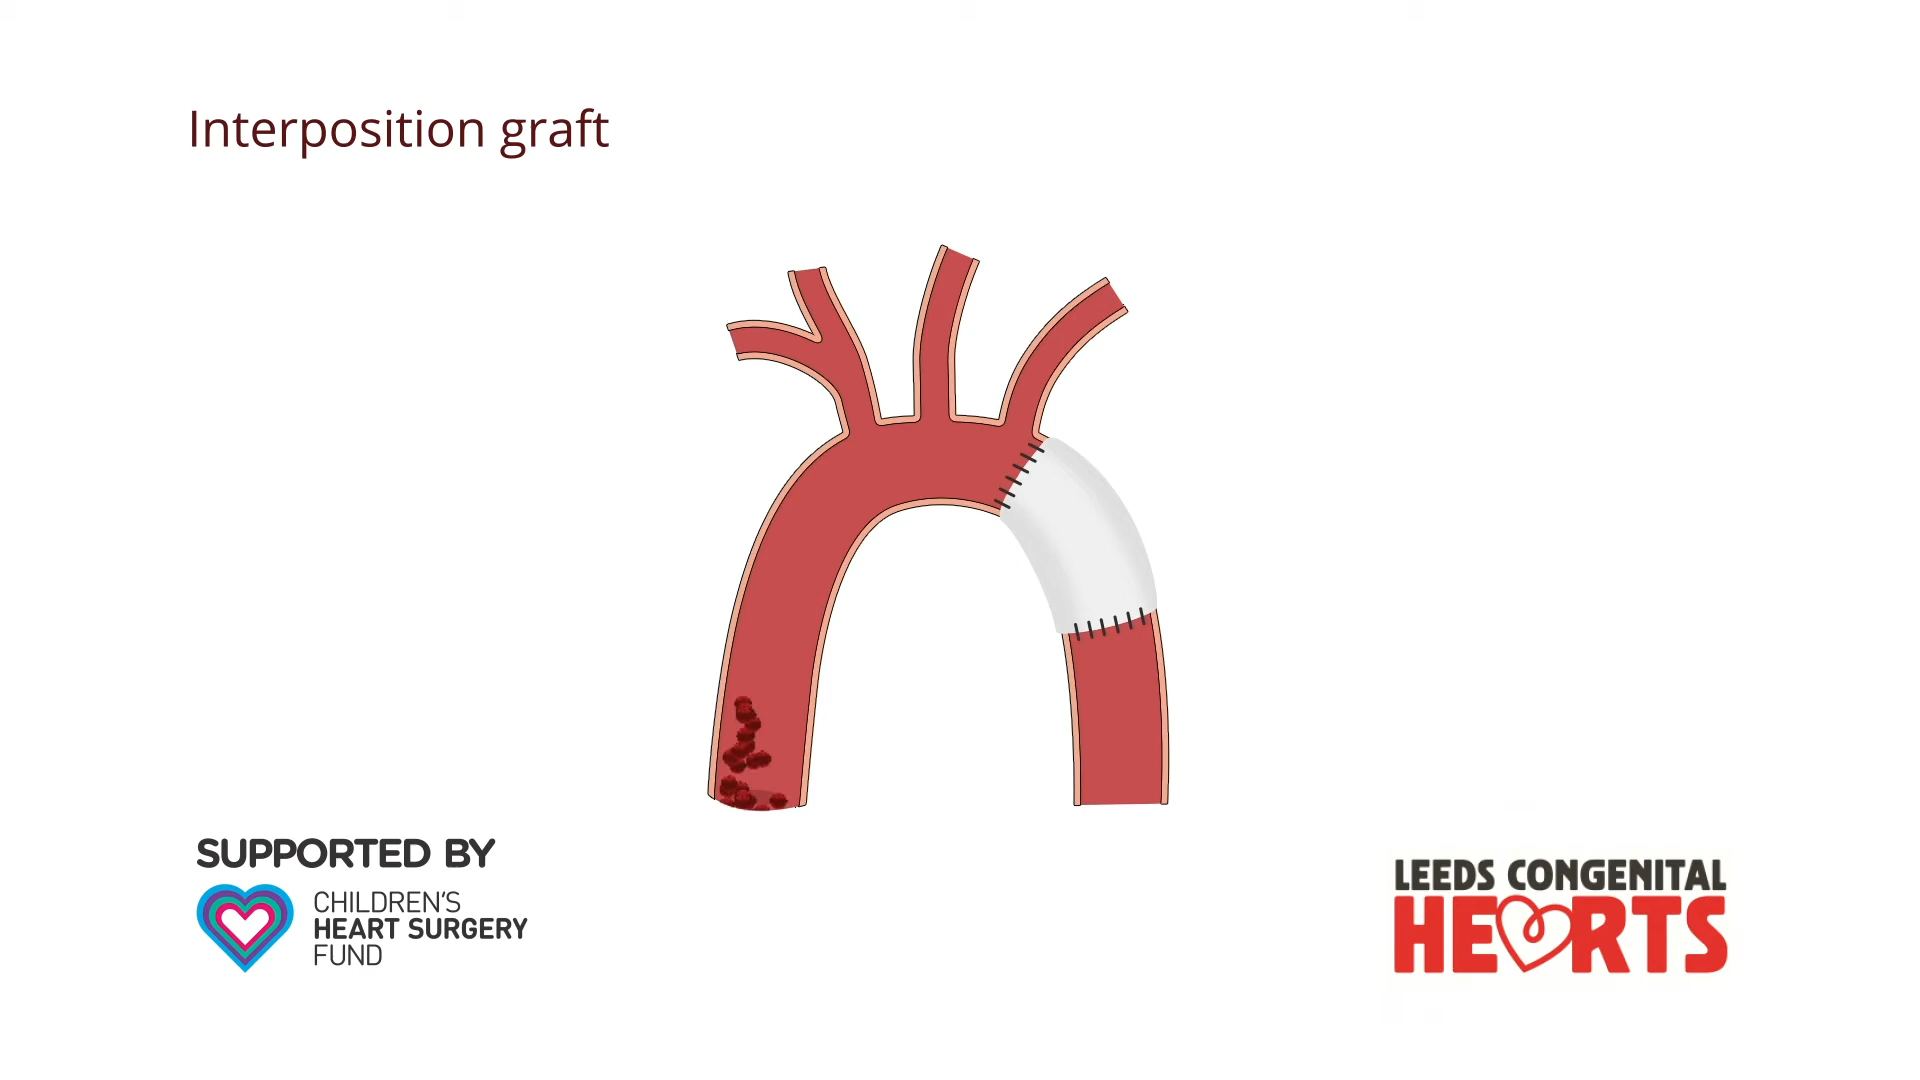 Interposition graft
SUPPORTED BY
CHILDREN'S
HEART SURGERY
FUND
LEEDS CONGENITAL
HEARTS